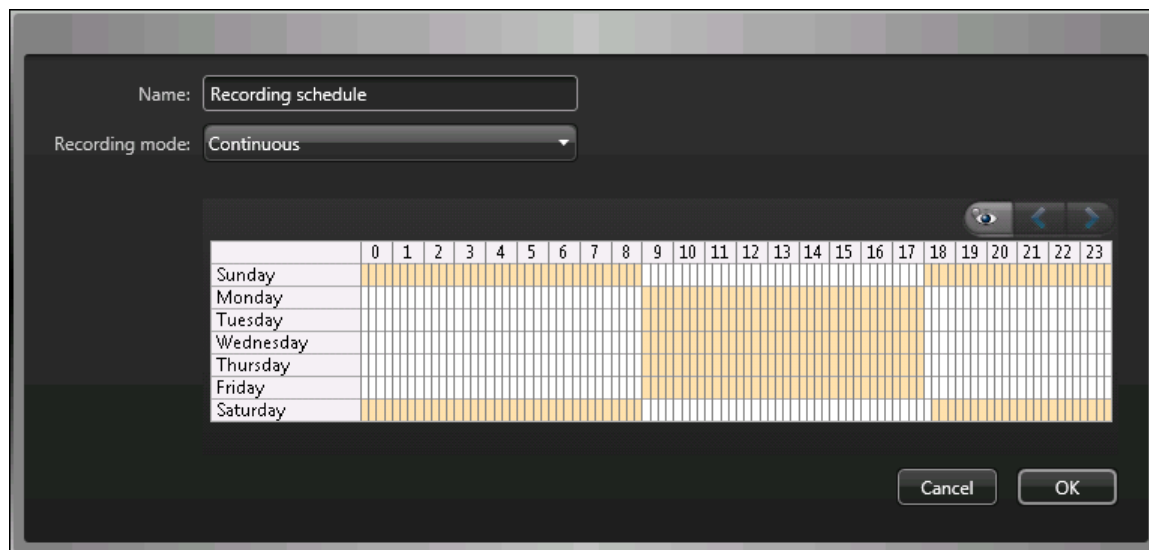 Name: Recording schedule
Recording mode: Continuous
0 1 2 3 4 5 6 7 8 9 10 11 12 13 14 15 16 17 18 19 20 21 22 23
Sunday
Monday
Tuesday
Wednesday
Thursday
Friday
Saturday
Cancel OK